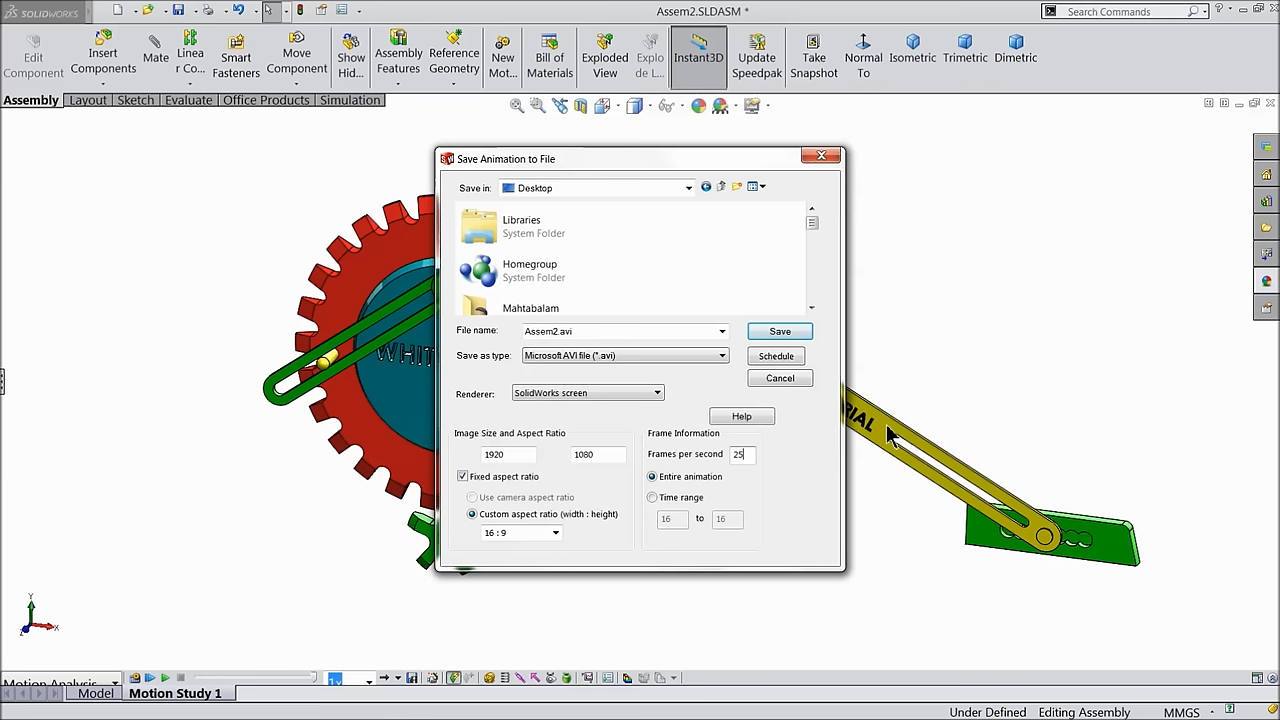 SOLIDWORKS
Assem2.SLDASM *
Search Commands
Edit
Component
Insert
Components
Mate
Linea
r Co...
Smart
Fasteners
Move
Component
Show
Hid...
Assembly
Features
Reference
Geometry
New
Mot...
Bill of
Materials
Exploded
View
Explo
de L...
Instant3D
Update
Speedpak
Take
Snapshot
Normal
To
Isometric
Trimetric
Dimetric
Assembly
Layout
Sketch
Evaluate
Office Products
Simulation
Save Animation to File
Save in:
Desktop
Libraries
System Folder
Homegroup
System Folder
Mahtabalam
File name:
Assem2.avi
Save
Save as type:
Microsoft AVI file (*.avi)
Schedule
Cancel
Renderer:
SolidWorks screen
Help
Image Size and Aspect Ratio
Frame Information
1920
1080
Frames per second
25
Fixed aspect ratio
Entire animation
Use camera aspect ratio
Time range
Custom aspect ratio (width : height)
16
to
16
16 : 9
WHIT
RIAL
Y
X
Z
Motion Analysis
Model
Motion Study 1
Under Defined
Editing Assembly
MMGS